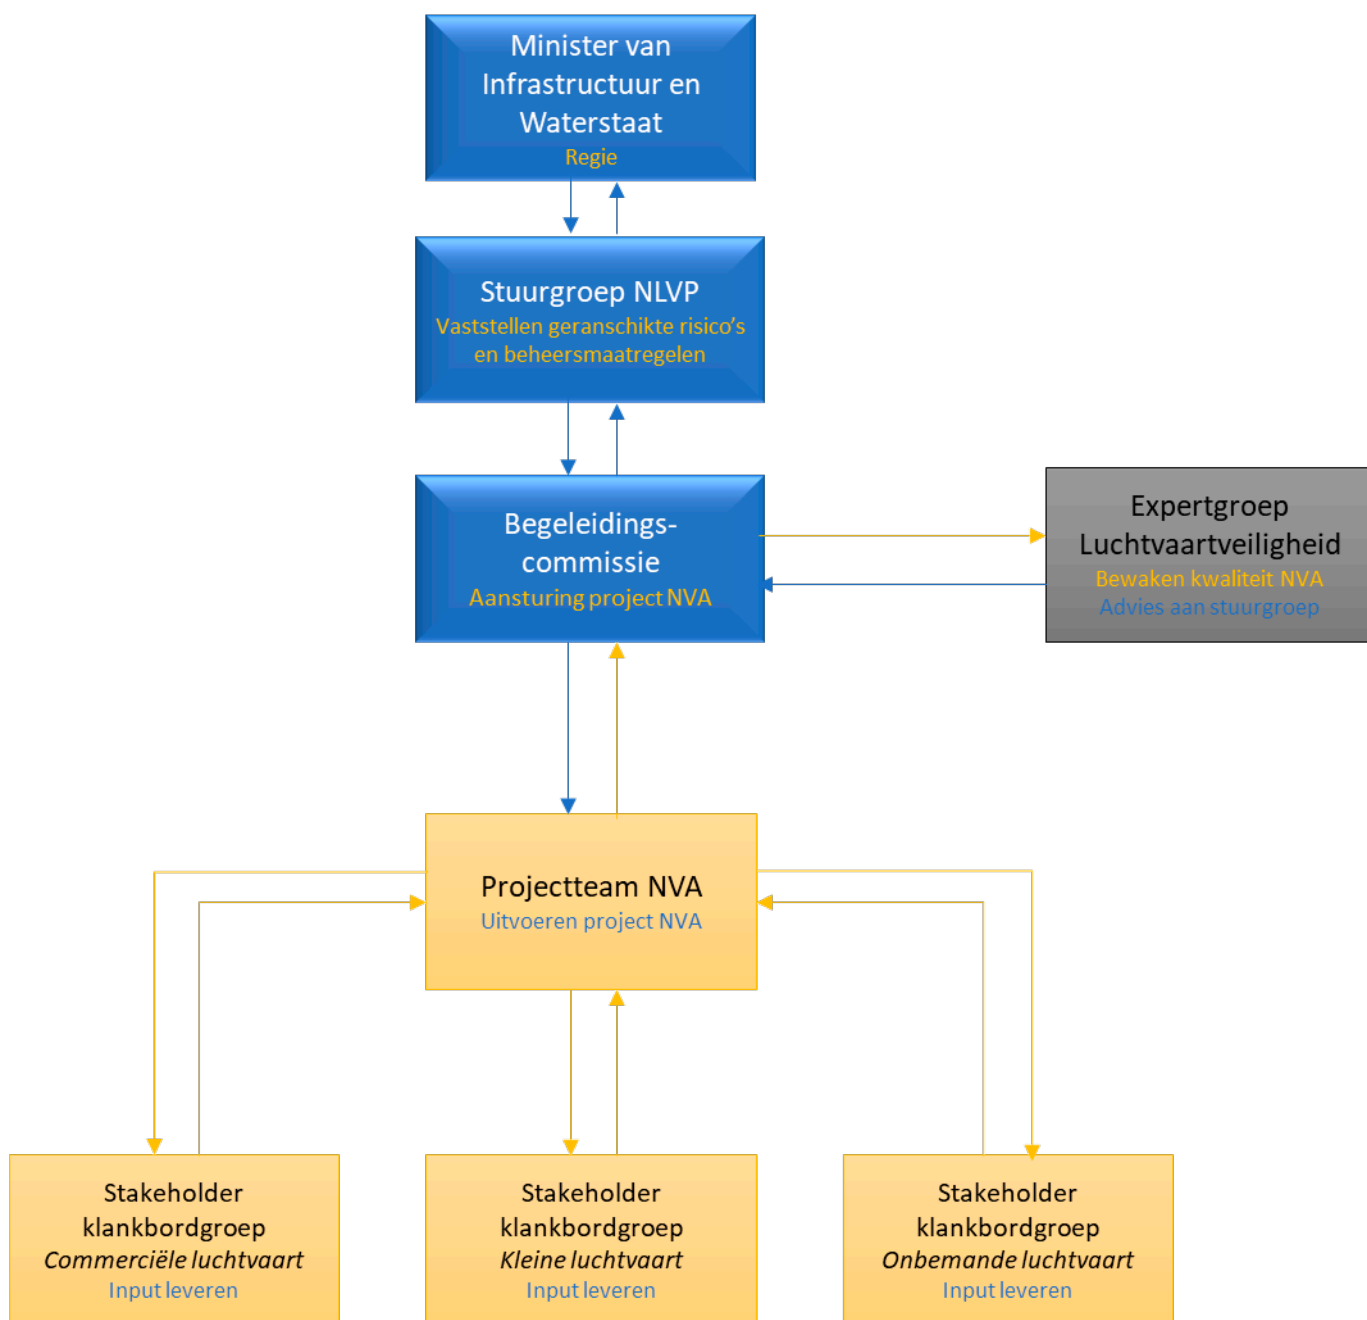 Minister van
Infrastructuur en
Waterstaat
Regie
Stuurgroep NLVP
Vaststellen geranschikte risico's
en beheersmaatregelen
Begeleidings-
commissie
Aansturing project NVA
Expertgroep
Luchtvaartveiligheid
Bewaken kwaliteit NVA
Advies aan stuurgroep
Projectteam NVA
Uitvoeren project NVA
Stakeholder
klankbordgroep
Commerciële luchtvaart
Input leveren
Stakeholder
klankbordgroep
Kleine luchtvaart
Input leveren
Stakeholder
klankbordgroep
Onbemande luchtvaart
Input leveren